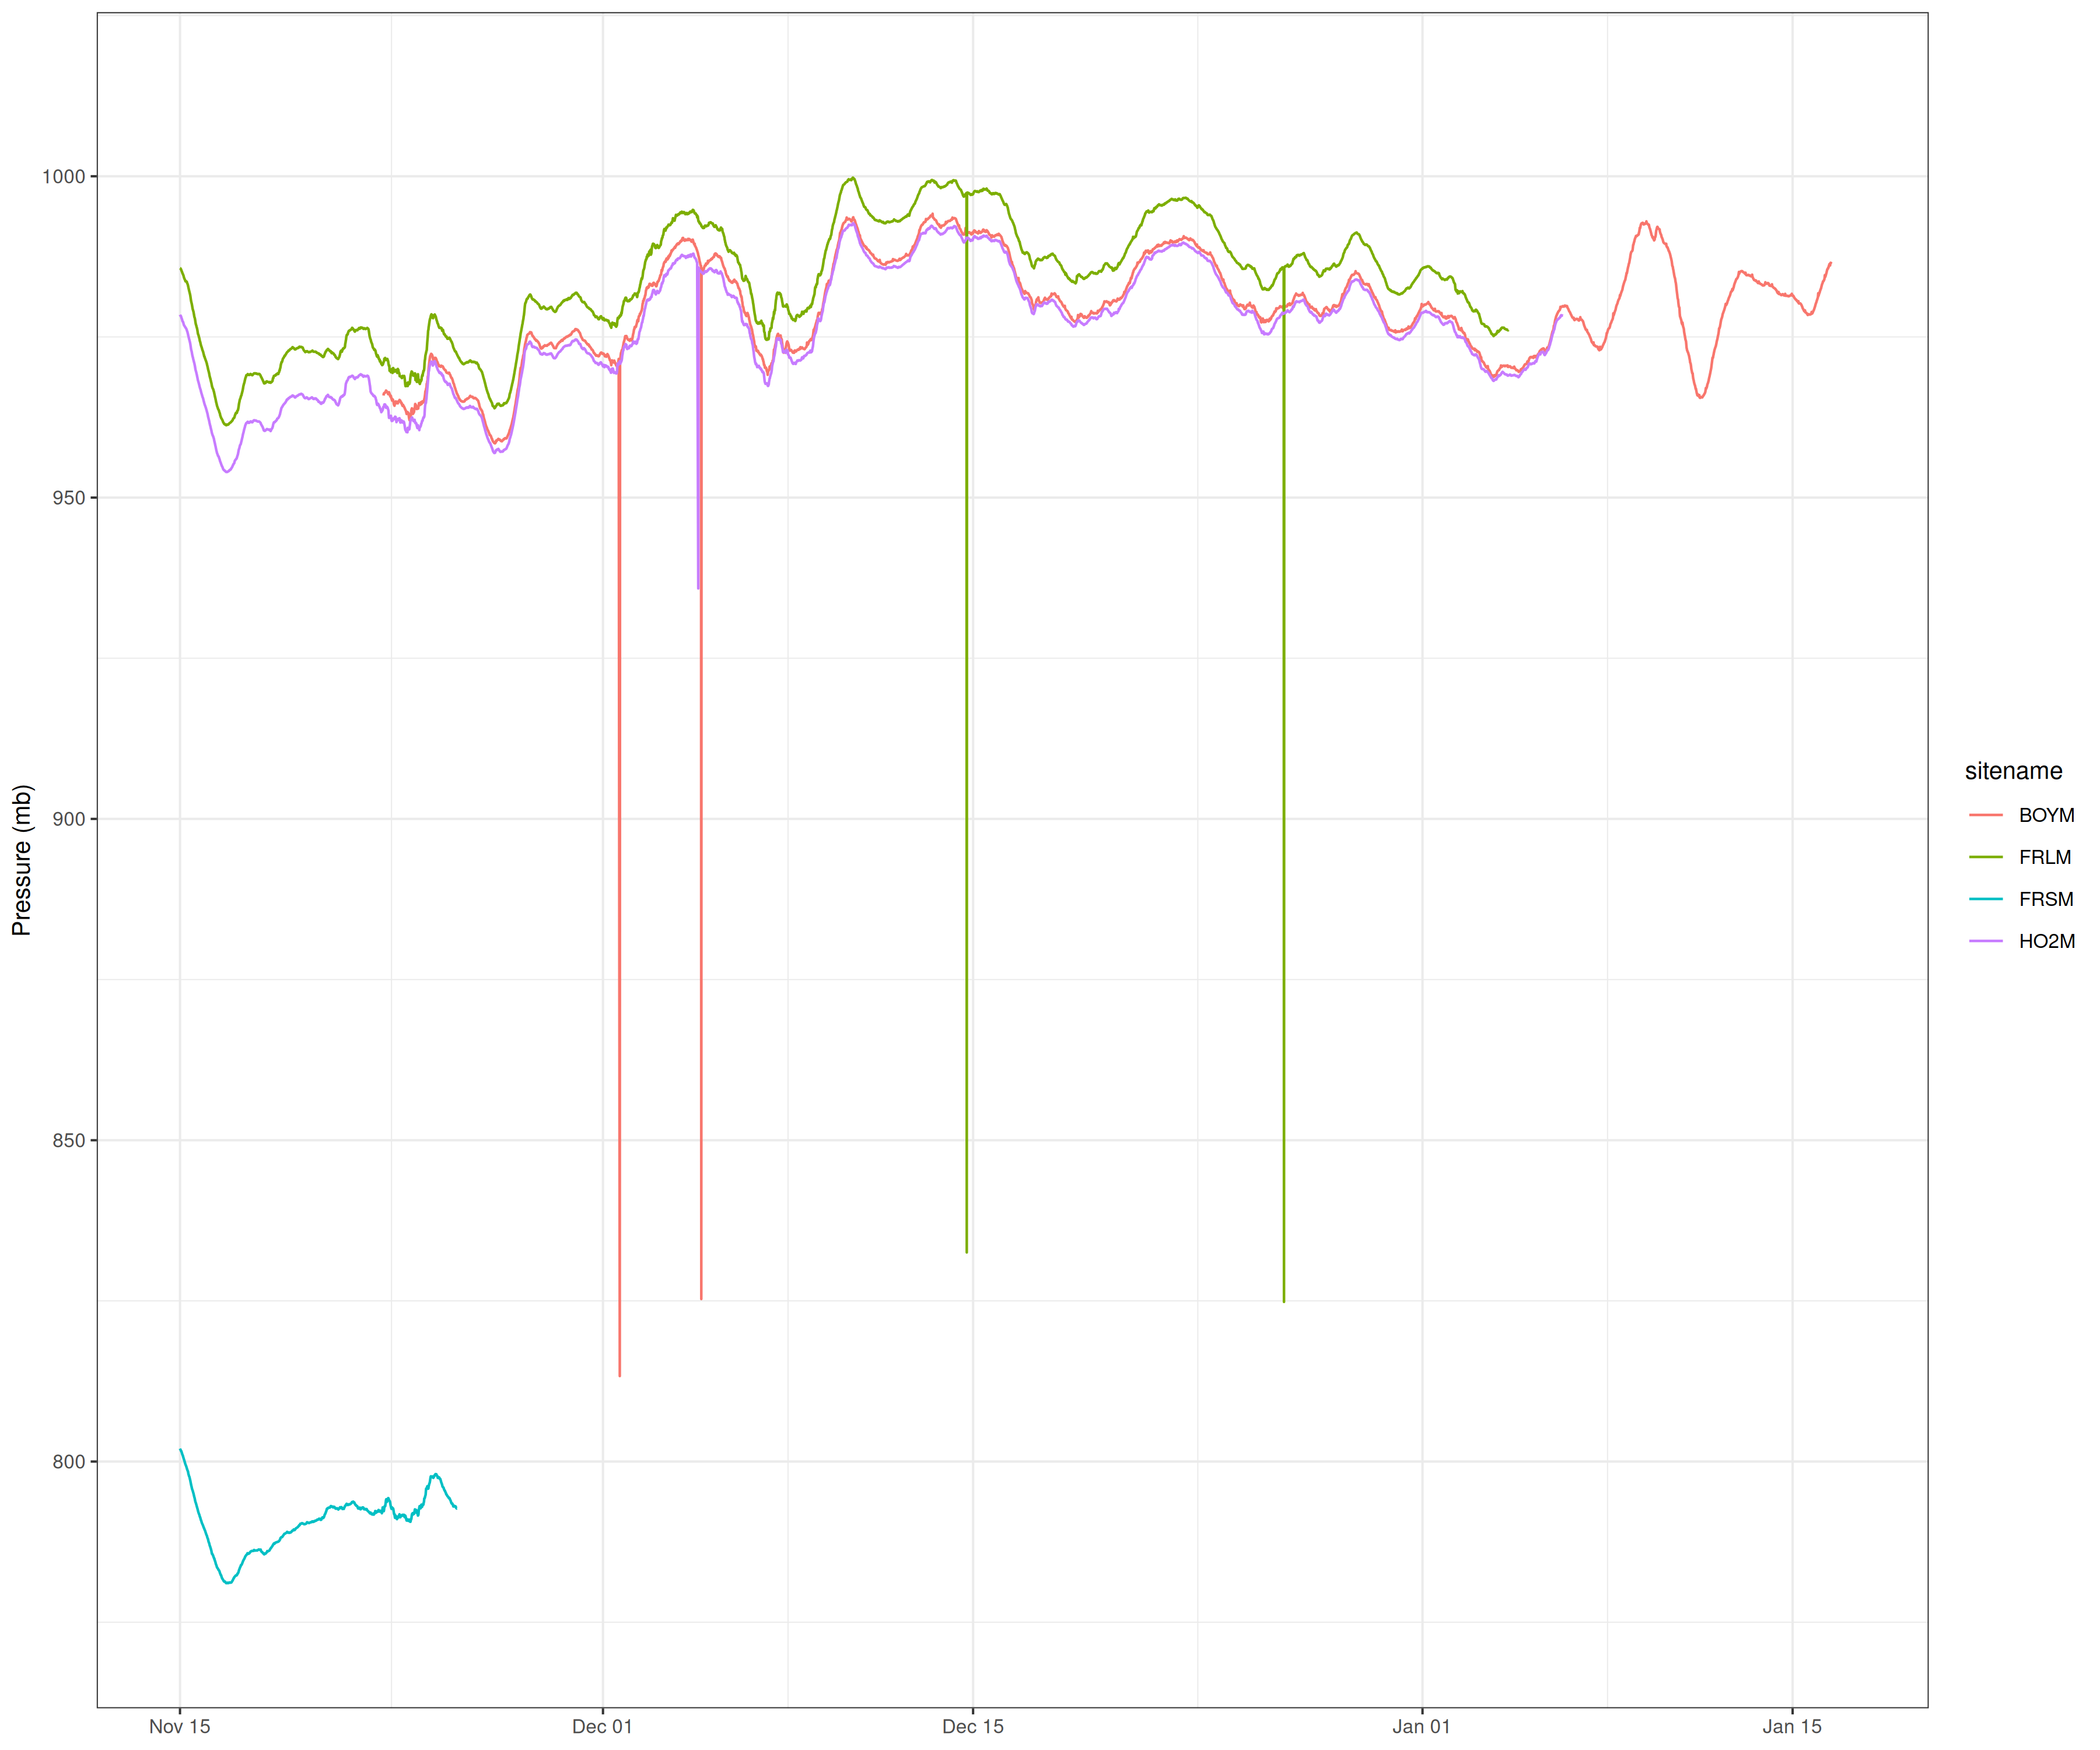 1000
950
900
850
800
Pressure (mb)
Nov 15
Dec 01
Dec 15
Jan 01
Jan 15
sitename
BOYM
FRLM
FRSM
HO2M